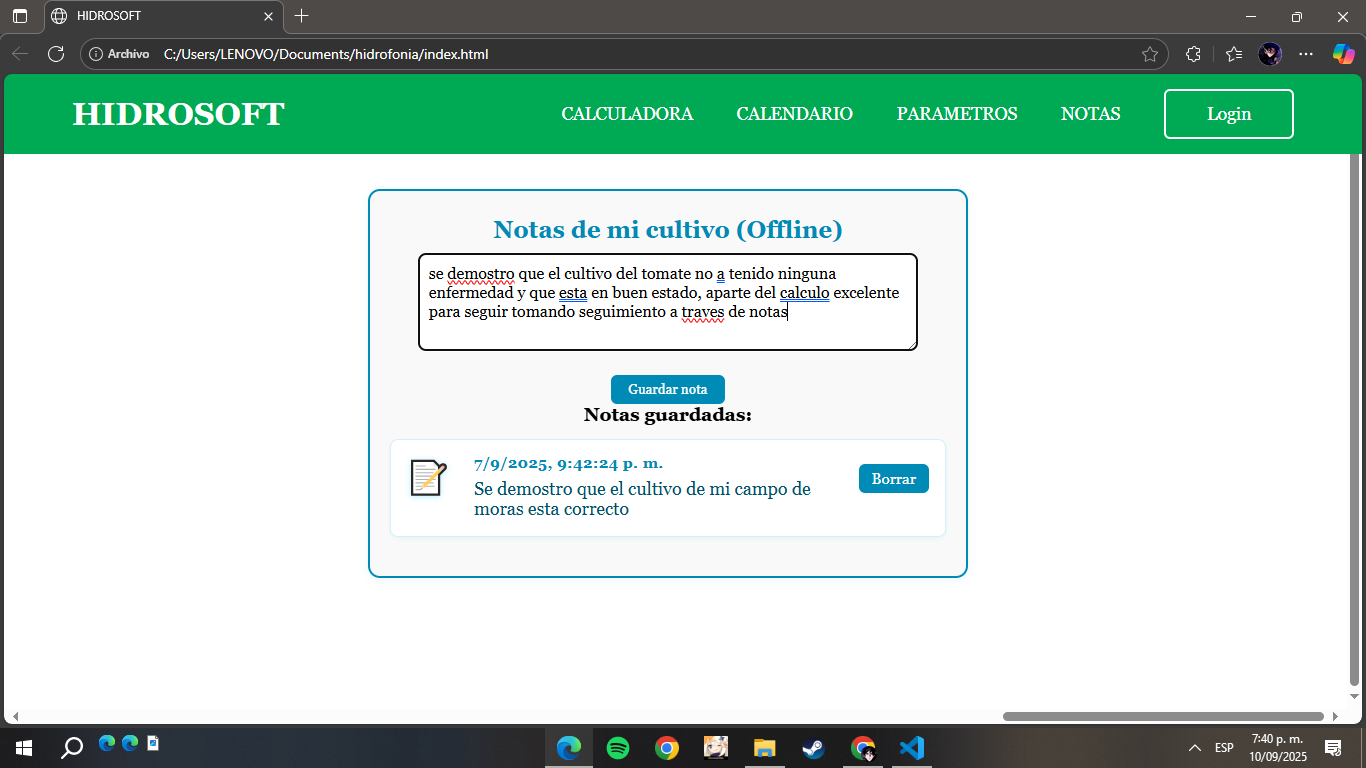 HIDROSOFT
Archivo C:/Users/LENOVO/Documents/hidrofonia/index.html
HIDROSOFT CALCULADORA CALENDARIO PARAMETROS NOTAS Login
Notas de mi cultivo (Offline)
se demostro que el cultivo del tomate no a tenido ninguna
enfermedad y que esta en buen estado, aparte del calculo excelente
para seguir tomando seguimiento a traves de notas
Guardar nota
Notas guardadas:
7/9/2025, 9:42:24 p. m.
Se demostro que el cultivo de mi campo de
moras esta correcto
Borrar
ESP
7:40 p. m.
10/09/2025